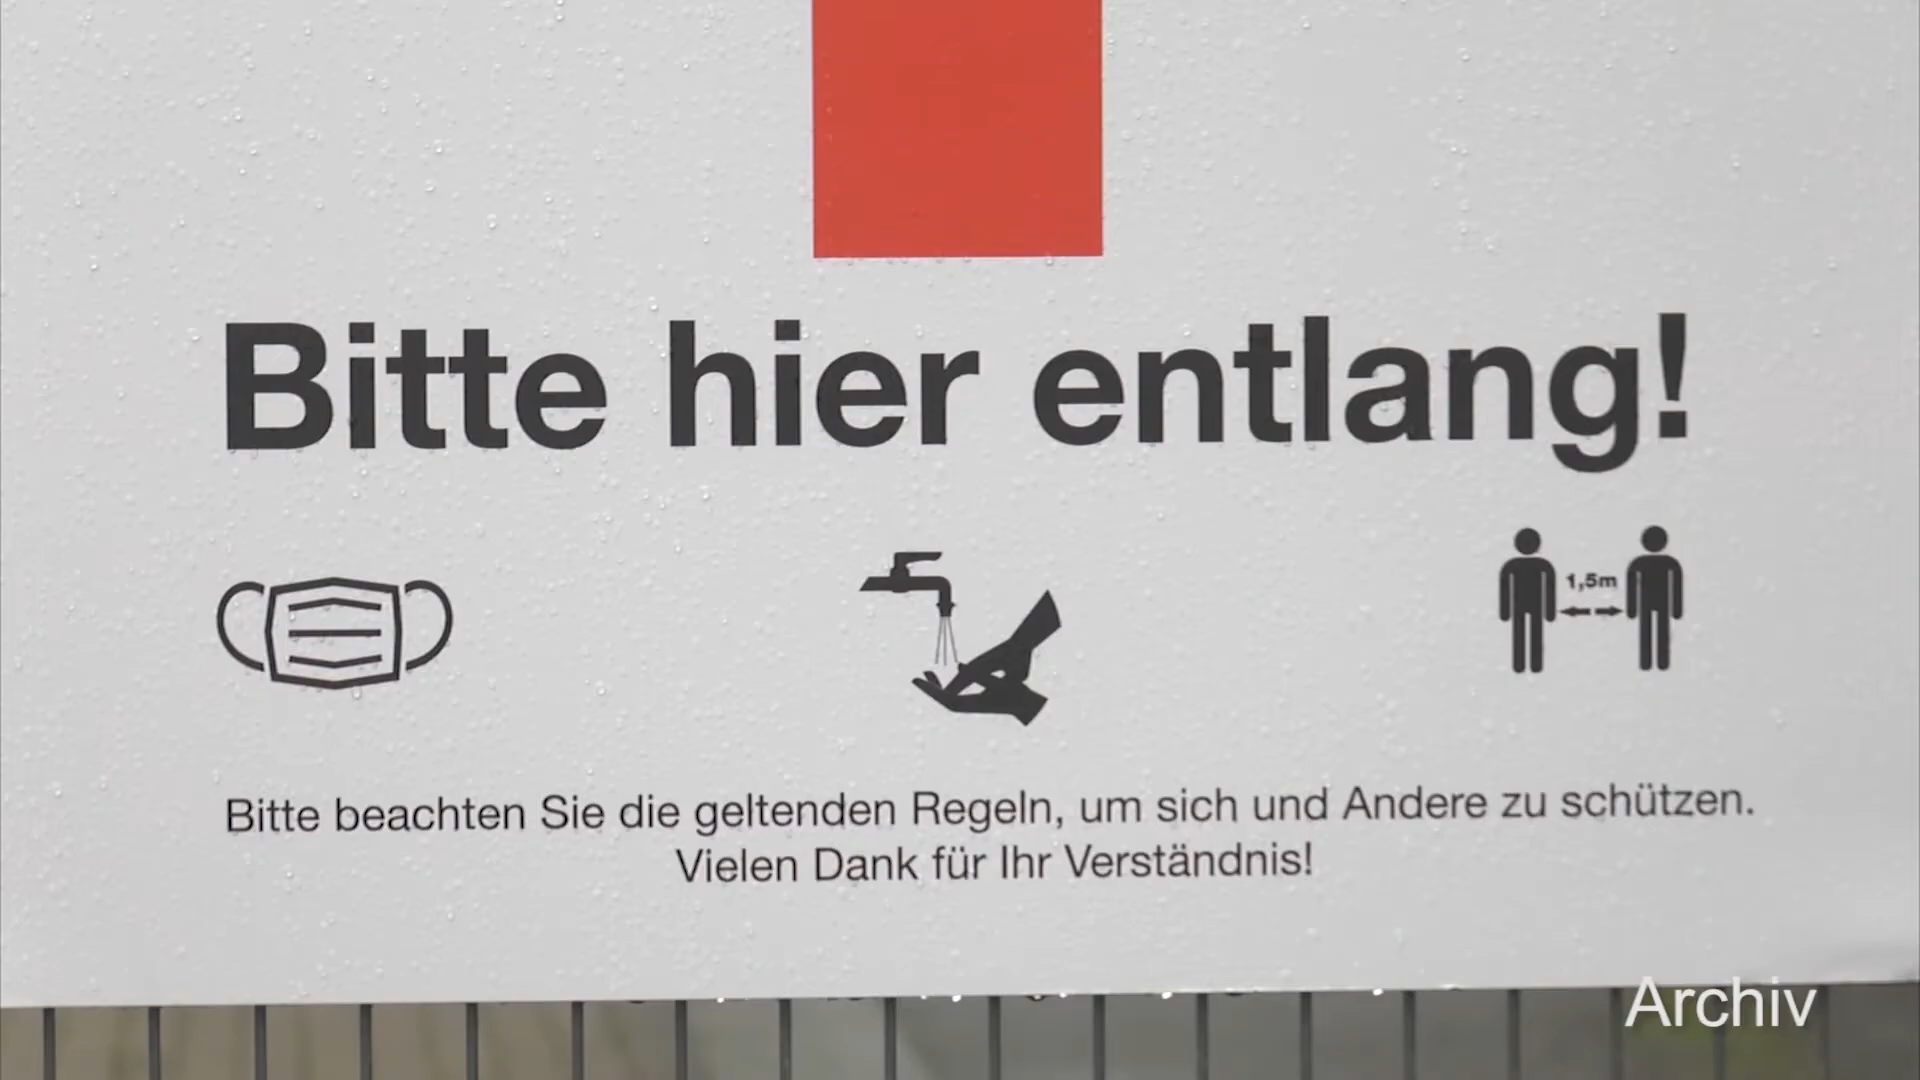 Bitte hier entlang!
1,5m
Bitte beachten Sie die geltenden Regeln, um sich und Andere zu schützen.
Vielen Dank für Ihr Verständnis!
Archiv